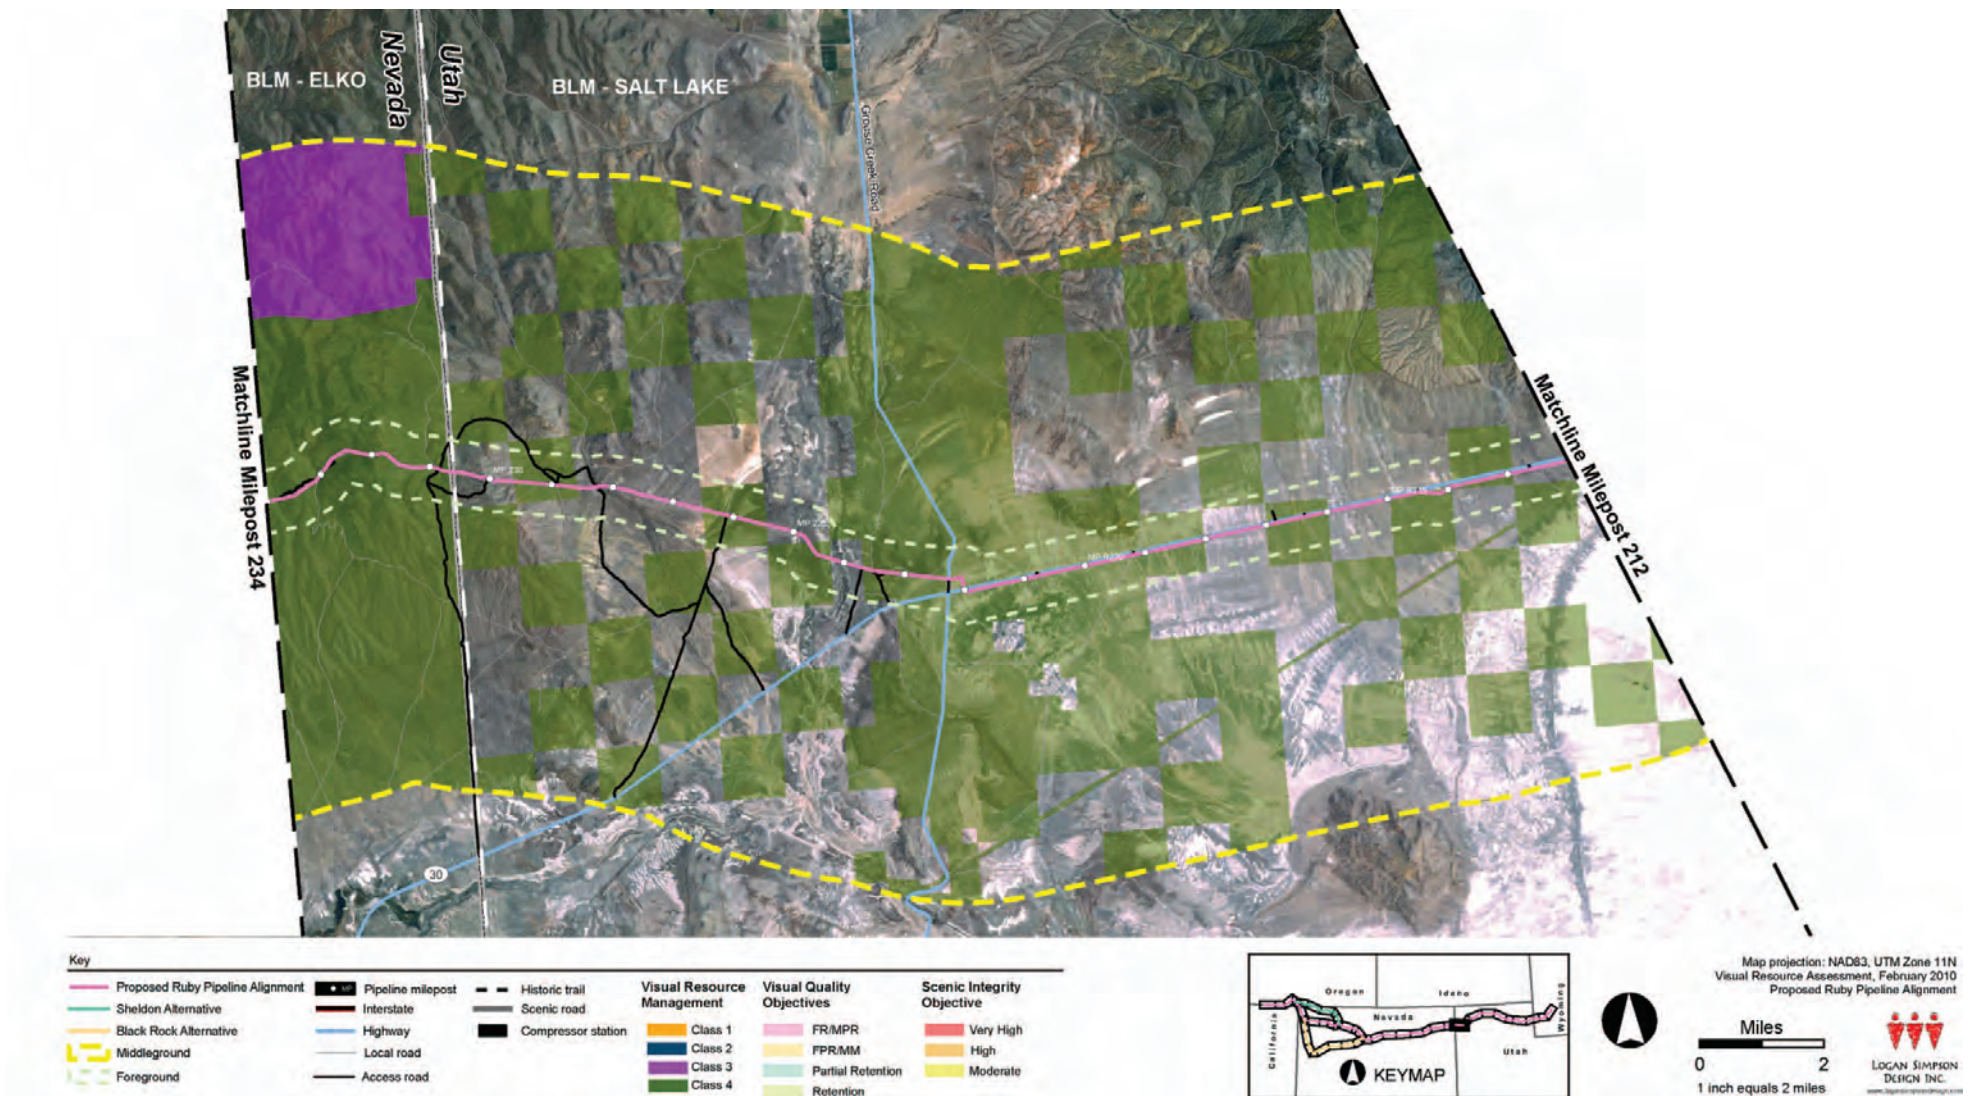 BLM - ELKO
Nevada
Utah
BLM - SALT LAKE
Grouse Creek Road
Matchline Milepost 234
Matchline Milepost 212
30
Key
Proposed Ruby Pipeline Alignment
Sheldon Alternative
Black Rock Alternative
Middleground
Foreground
MP
Pipeline milepost
Interstate
Highway
Local road
Access road
Historic trail
Scenic road
Compressor station
Visual Resource
Management
Class 1
Class 2
Class 3
Class 4
Visual Quality
Objectives
FR/MPR
FPR/MM
Partial Retention
Retention
Scenic Integrity
Objective
Very High
High
Moderate
Oregon
Idaho
Wyoming
Nevada
California
Utah
KEYMAP
Map projection: NAD83, UTM Zone 11N
Visual Resource Assessment, February 2010
Proposed Ruby Pipeline Alignment
Miles
0 2
1 inch equals 2 miles
LOGAN SIMPSON
DESIGN INC.